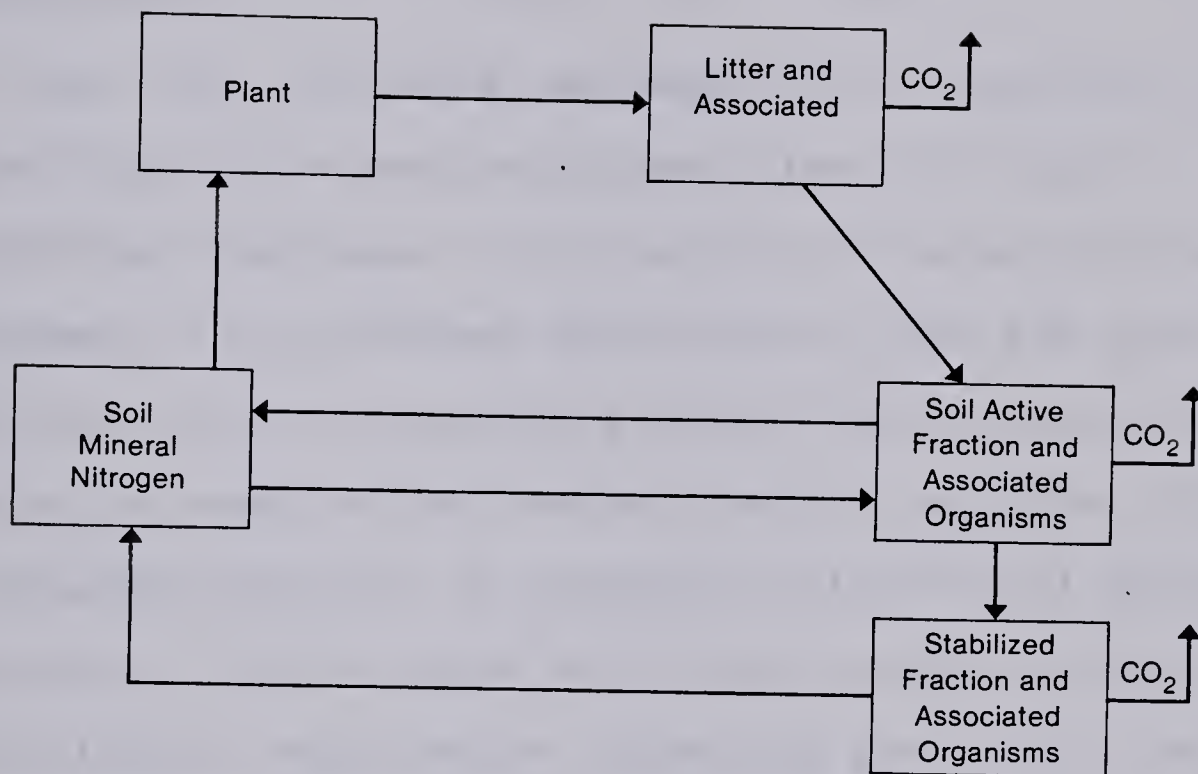 Plant
Litter and
Associated
CO2
Soil
Mineral
Nitrogen
Soil Active
Fraction and
Associated
Organisms
CO2
Stabilized
Fraction and
Associated
Organisms
CO2